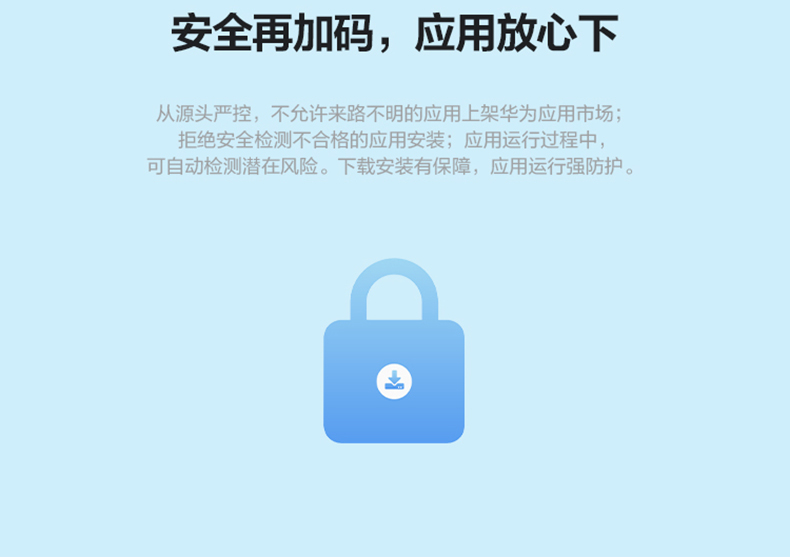 安全再加码，应用放心下
从源头严控，不允许来路不明的应用上架华为应用市场；
拒绝安全检测不合格的应用安装；应用运行过程中，
可自动检测潜在风险。下载安装有保障，应用运行强防护。